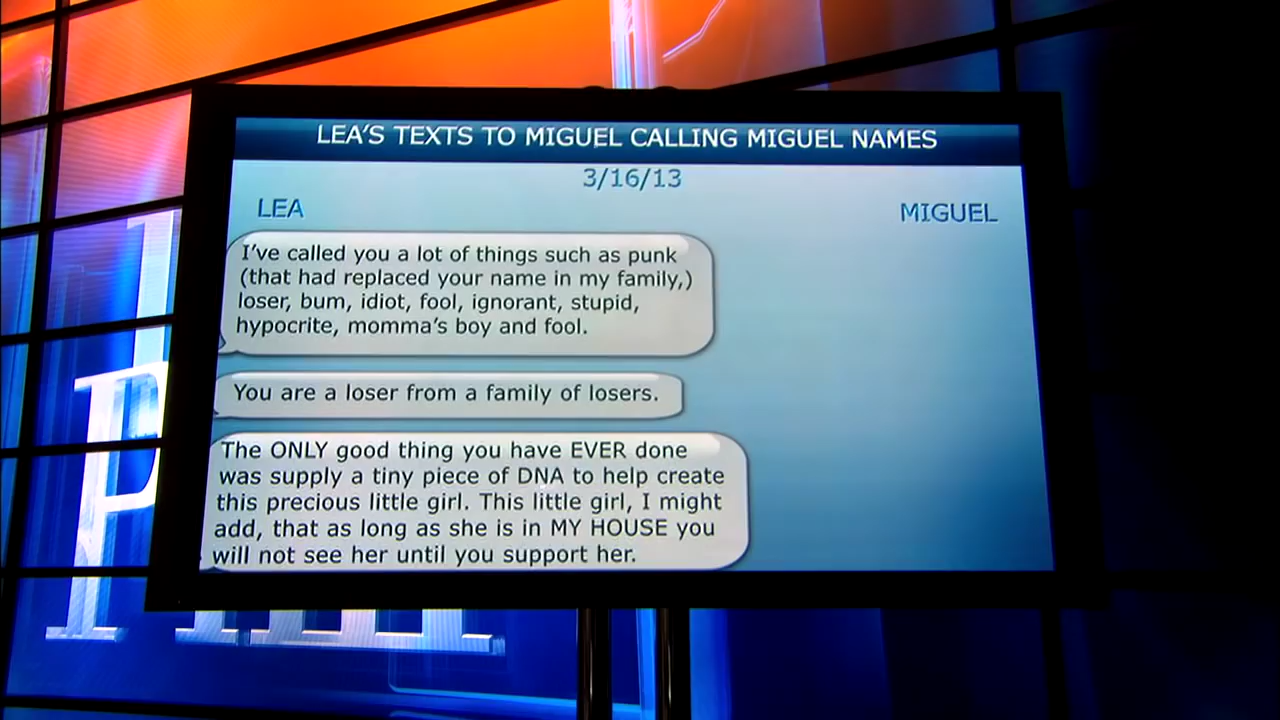 LEA'S TEXTS TO MIGUEL CALLING MIGUEL NAMES
3/16/13
LEA
MIGUEL
I've called you a lot of things such as punk
(that had replaced your name in my family,)
loser, bum, idiot, fool, ignorant, stupid,
hypocrite, momma's boy and fool.
You are a loser from a family of losers.
The ONLY good thing you have EVER done
was supply a tiny piece of DNA to help create
this precious little girl. This little girl, I might
add, that as long as she is in MY HOUSE you
will not see her until you support her.